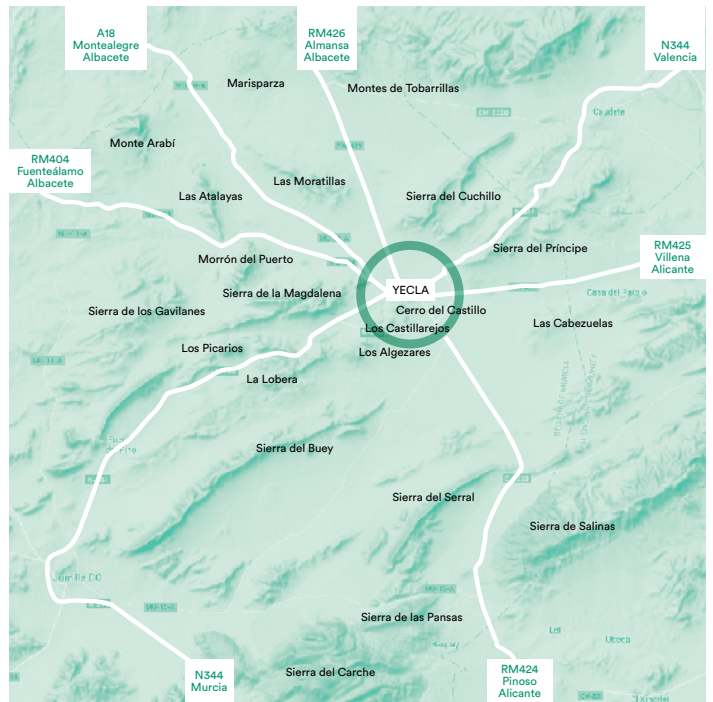 A18
Montealegre
Albacete
RM426
Almansa
Albacete
N344
Valencia
Marisparza
Montes de Tobarrillas
Caudete
Monte Arabí
RM404
Fuenteálamo
Albacete
Las Moratillas
Las Atalayas
Sierra del Cuchillo
Sierra del Príncipe
RM425
Villena
Alicante
Morrón del Puerto
YECLA
Sierra de la Magdalena
Sierra de los Gavilanes
Cerro del Castillo
Las Cabezuelas
Los Castillarejos
Los Picarios
Los Algezares
La Lobera
Sierra del Buey
Sierra del Serral
Sierra de Salinas
Sierra de las Pansas
Sierra del Carche
N344
Murcia
RM424
Pinoso
Alicante